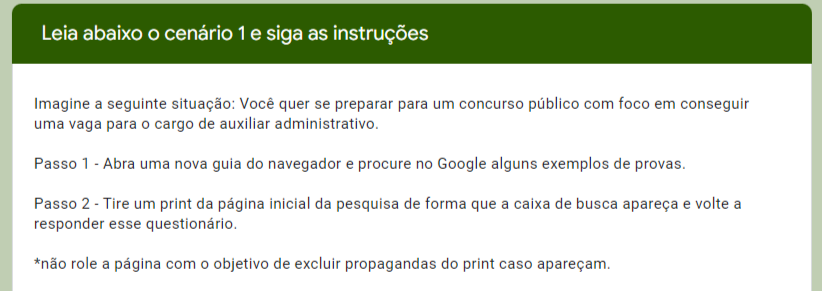 Leia abaixo o cenário 1 e siga as instruções
Imagine a seguinte situação: Você quer se preparar para um concurso público com foco em conseguir
uma vaga para o cargo de auxiliar administrativo.
Passo 1 - Abra uma nova guia do navegador e procure no Google alguns exemplos de provas.
Passo 2 - Tire um print da página inicial da pesquisa de forma que a caixa de busca apareça e volte a
responder esse questionário.
*não role a página com o objetivo de excluir propagandas do print caso apareçam.